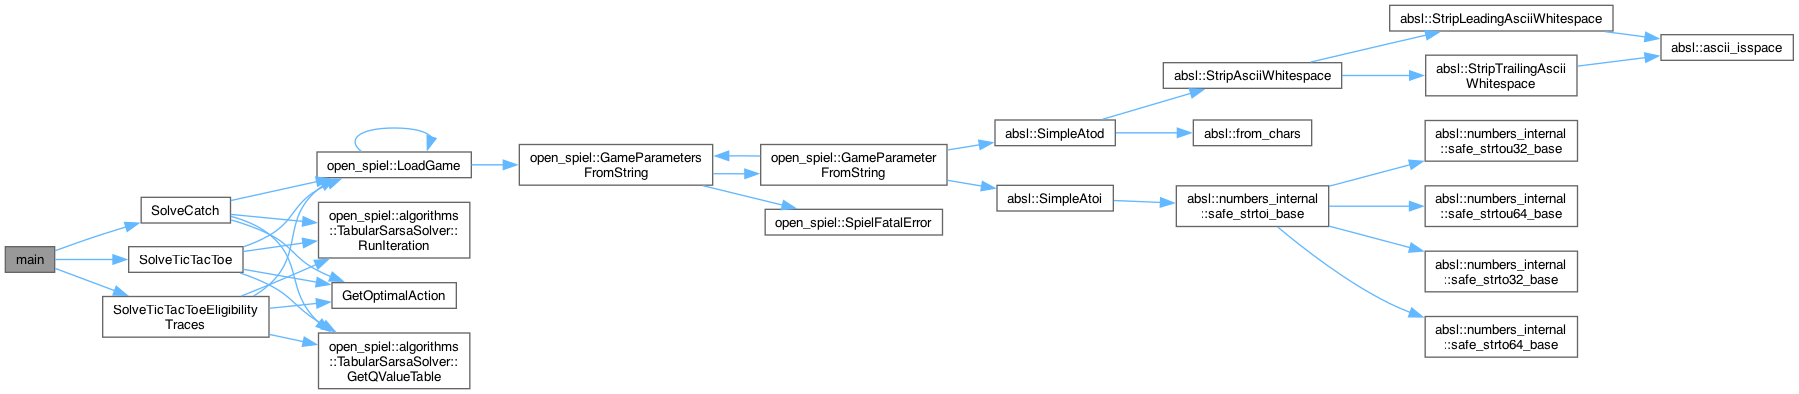 main
SolveCatch
SolveTicTacToe
SolveTicTacToeEligibility
Traces
open_spiel::LoadGame
open_spiel::algorithms
::TabularSarsaSolver::
RunIteration
GetOptimalAction
open_spiel::algorithms
::TabularSarsaSolver::
GetQValueTable
open_spiel::GameParameters
FromString
open_spiel::GameParameter
FromString
open_spiel::SpielFatalError
absl::SimpleAtod
absl::SimpleAtoi
absl::StripAsciiWhitespace
absl::from_chars
absl::numbers_internal
::safe_strtoi_base
absl::StripLeadingAsciiWhitespace
absl::StripTrailingAscii
Whitespace
absl::ascii_isspace
absl::numbers_internal
::safe_strtou32_base
absl::numbers_internal
::safe_strtou64_base
absl::numbers_internal
::safe_strto32_base
absl::numbers_internal
::safe_strto64_base